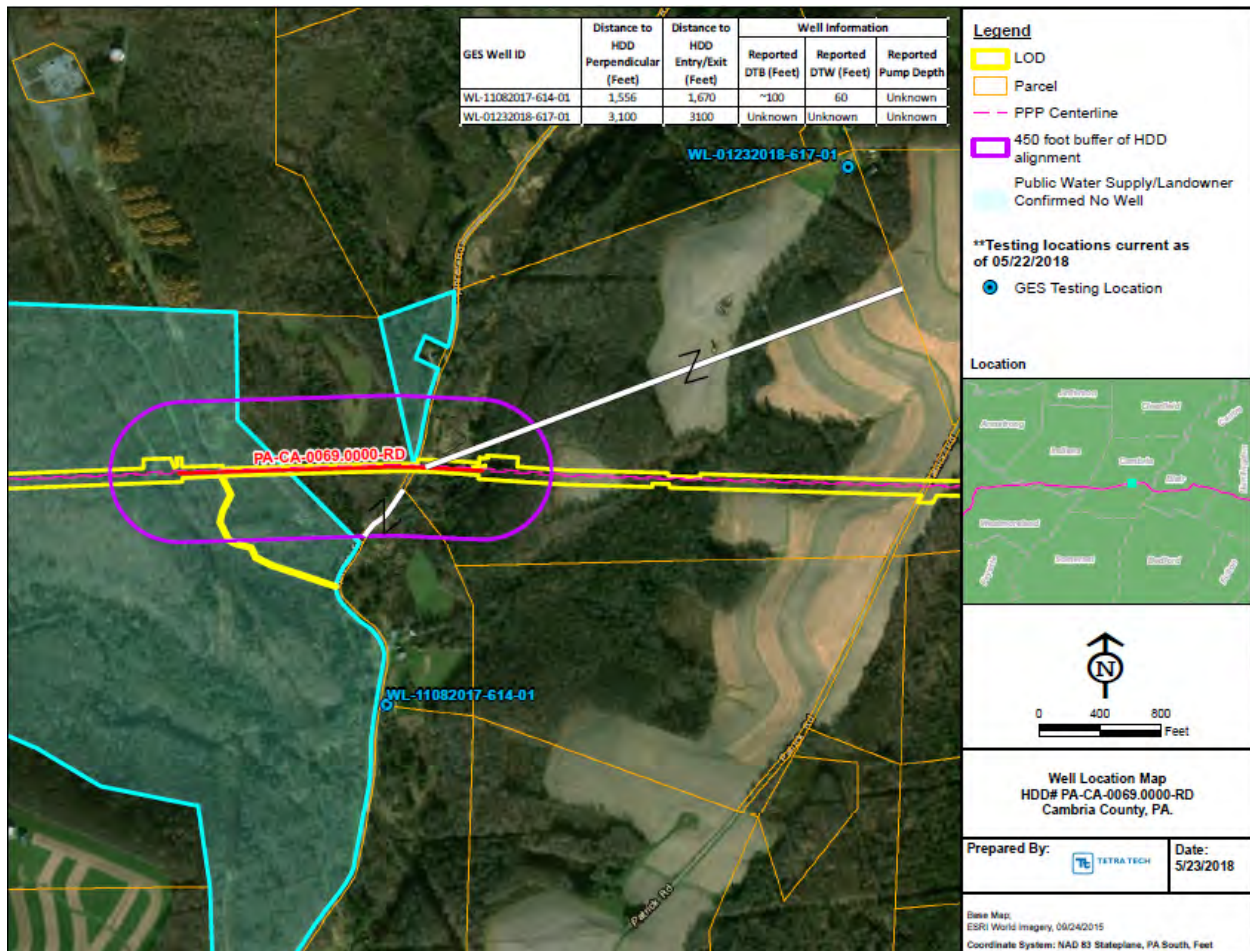 GES Well ID
Distance to HDD Perpendicular (Feet)
Distance to HDD Entry/Exit (Feet)
Well Information
Reported DTB (Feet)
Reported DTW (Feet)
Reported Pump Depth
WL-11082017-614-01 1,556 1,670 ~100 60 Unknown
WL-01232018-617-01 3,100 3100 Unknown Unknown Unknown
WL-01232018-617-01
PA-CA-0069.0000-RD
WL-11082017-614-01
Patrick Rd
Patrick Rd
Legend
LOD
Parcel
PPP Centerline
450 foot buffer of HDD
alignment
Public Water Supply/Landowner
Confirmed No Well
**Testing locations current as
of 05/22/2018
GES Testing Location
Location
Armstrong
Clearfield
Indiana
Cambria
Blair
Westmoreland
Somerset
Bedford
Fayette
Fulton
N
0 400 800
Feet
Well Location Map
HDD# PA-CA-0069.0000-RD
Cambria County, PA.
Prepared By:
TETRA TECH
Date:
5/23/2018
Base Map:
ESRI World Imagery, 09/24/2015
Coordinate System: NAD 83 Stateplane, PA South, Feet